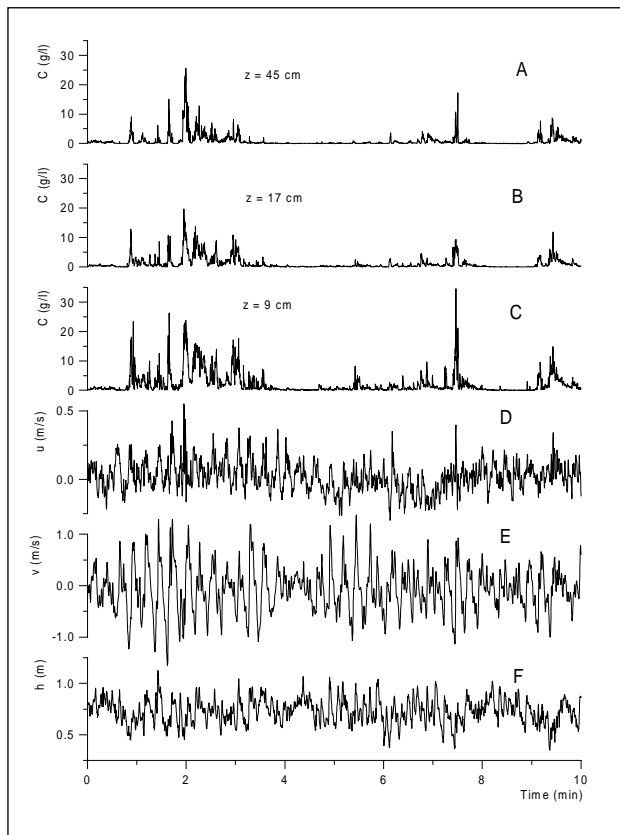 C (g/l)
30
20
10
0
z = 45 cm
A
C (g/l)
30
20
10
0
z = 17 cm
B
C (g/l)
30
20
10
0
z = 9 cm
C
u (m/s)
0.5
0.0
D
v (m/s)
1.0
0.0
-1.0
E
h (m)
1.0
0.5
F
0 2 4 6 8 10
Time (min)